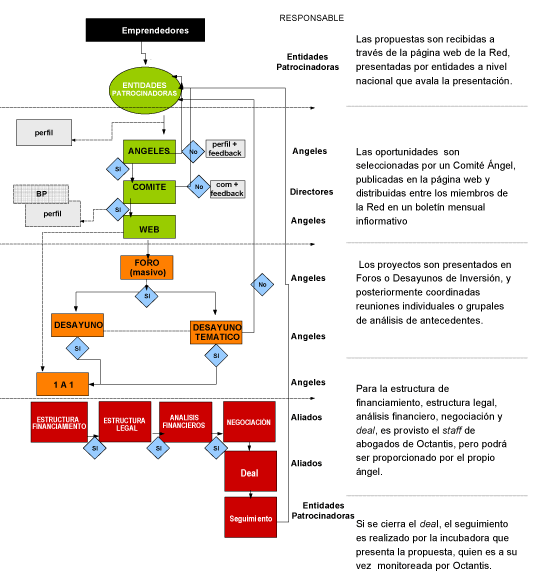 RESPONSABLE
Emprendedores
Entidades
Patrocinadoras
Las propuestas son recibidas a
través de la página web de la Red,
presentadas por entidades a nivel
nacional que avala la presentación.
ENTIDADES
PATROCINADORAS
perfil
ANGELES
No
perfil +
feedback
Angeles
SI
COMITE
No
com +
feedback
Directores
BP
perfil
SI
WEB
Angeles
Las oportunidades son
seleccionadas por un Comité Ángel,
publicadas en la página web y
distribuidas entre los miembros de
la Red en un boletín mensual
infiormativo
FORO
(masivo)
Angeles
SI
No
DESAYUNO
DESAYUNO
TEMATICO
Angeles
Si
Si
Los proyectos son presentados en
Foros o Desayunos de Inversión, y
posteriormente coordinadas
reuniones individuales o grupales
de análisis de antecedentes.
1 A 1
Angeles
ESTRUCTURA
FINANCIAMIENTO
ESTRUCTURA
LEGAL
ANALISIS
FINANCIEROS
NEGOCIACIÓN
Aliados
Si
Si
Si
Deal
Aliados
Para la estructura de
financiamiento, estructura legal,
análisis financiero, negociación y
deal, es provisto el staff de
abogados de Octantis, pero podrá
ser proporcionado por el propio
ángel.
Seguimiento
Entidades
Patrocinadoras
Si se cierra el deal, el seguimiento
es realizado por la incubadora que
presenta la propuesta, quien es a su
vez monitoreada por Octantis.